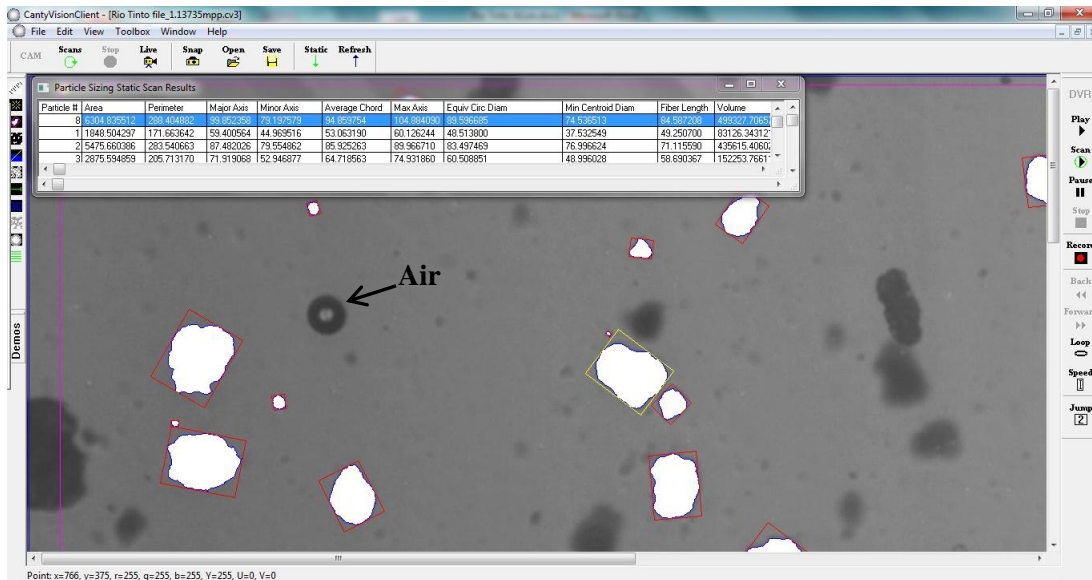 CantyVisionClient - [Rio Tinto file_1.13735mpp.cv3]
File Edit View Toolbox Window Help
CAM Scans Stop Live Snap Open Save Static Refresh
Particle Sizing Static Scan Results
Particle # Area Perimeter Major Axis Minor Axis Average Chord Max Axis Equiv Circ Diam Min Centroid Diam Fiber Length Volume
8 6304.835512 288.404882 99.852358 79.197579 94.859754 104.884090 89.596685 74.536513 84.587208 499327.7065
1 1848.504297 171.663642 59.400564 44.969516 53.063190 60.126244 48.513800 37.532549 49.250700 83126.34312
2 5475.660386 283.540663 87.482026 79.554862 85.925263 89.966710 83.497469 76.996624 71.115590 435615.4060
3 2875.594859 205.713170 71.919068 52.946877 64.718563 74.931860 60.508851 48.996028 58.690367 152253.7661
Air
Demos
DVR
Play
Scan
Pause
Stop
Record
Back
Forward
Loop
Speed
1
Jump
2
Point: x=766, y=375, r=255, g=255, b=255, Y=255, U=0, V=0